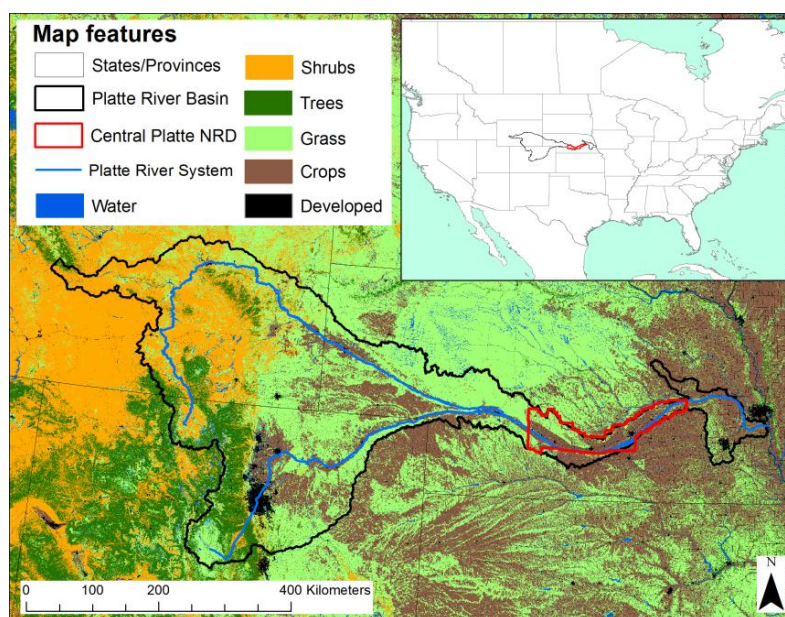 Map features
States/Provinces
Platte River Basin
Central Platte NRD
Platte River System
Water
Shrubs
Trees
Grass
Crops
Developed
0 100 200 400 Kilometers
N